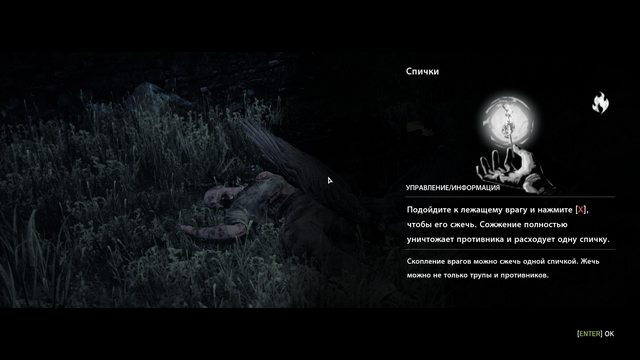 Спички
УПРАВЛЕНИЕ/ИНФОРМАЦИЯ
Подойдите к лежащему врагу и нажмите [X],
чтобы его сжечь. Сожжение полностью
уничтожает противника и расходует одну спичку.
Скопление врагов можно сжечь одной спичкой. Жечь
можно не только трупы и противников.
[ENTER] OK